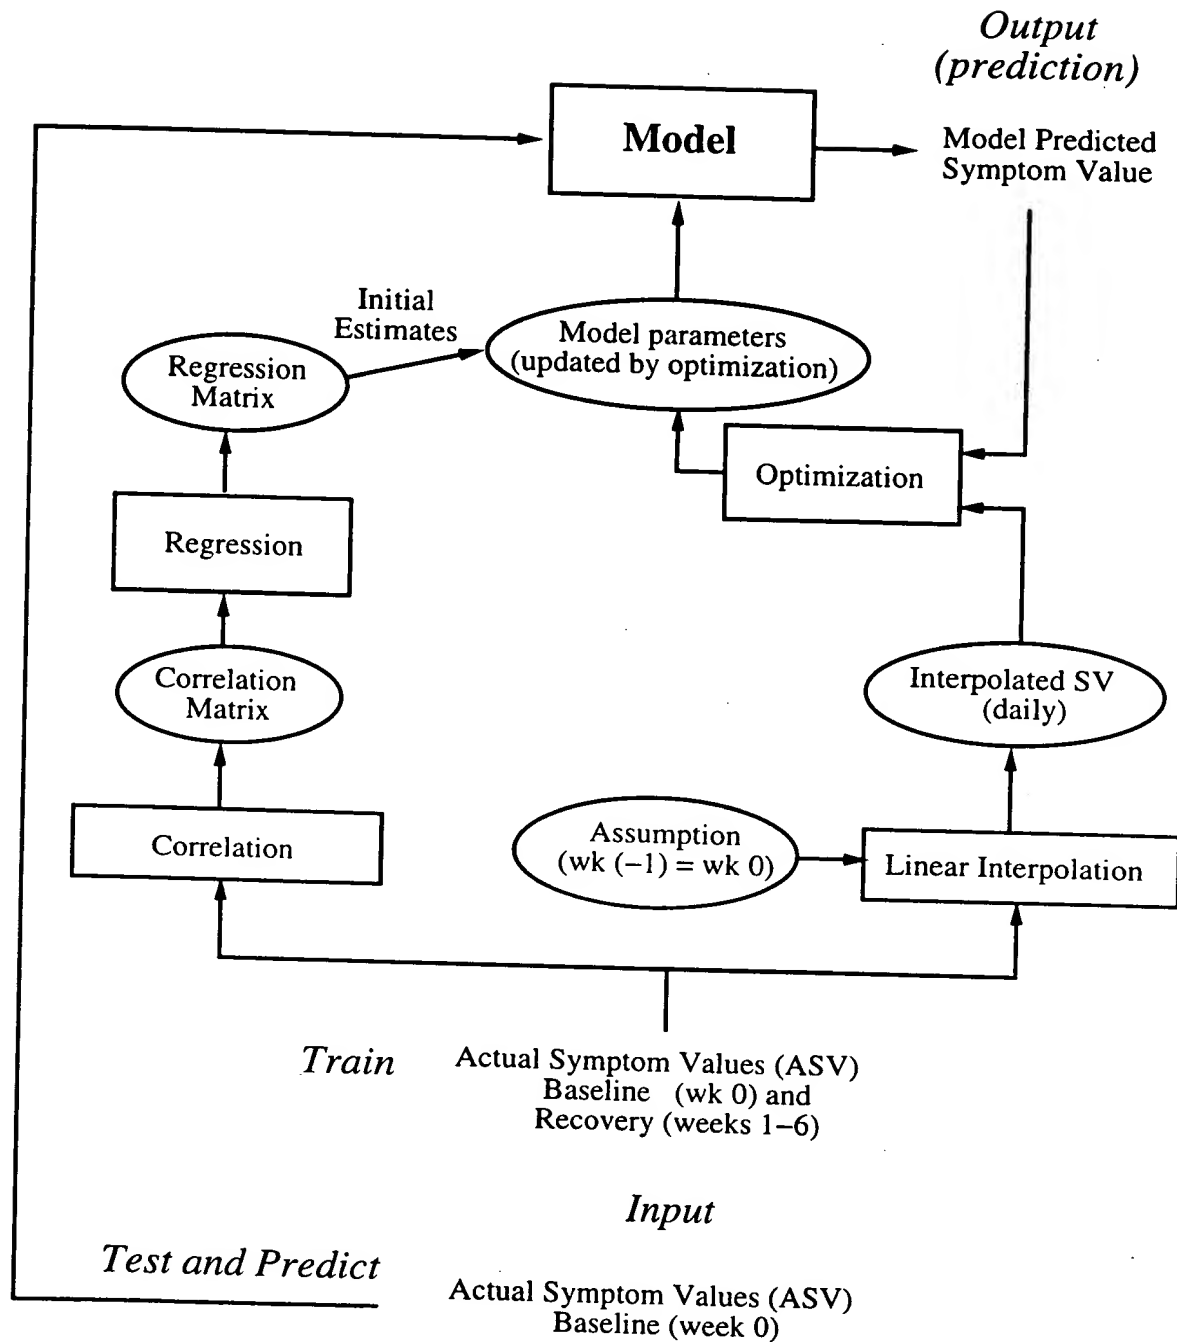 Output
(prediction)
Model
Model Predicted
Symptom Value
Initial
Estimates
Model parameters
(updated by optimization)
Regression
Matrix
Optimization
Regression
Correlation
Matrix
Interpolated SV
(daily)
Assumption
(wk (−1) = wk 0)
Correlation
Linear Interpolation
Train
Actual Symptom Values (ASV)
Baseline (wk 0) and
Recovery (weeks 1–6)
Input
Test and Predict
Actual Symptom Values (ASV)
Baseline (week 0)